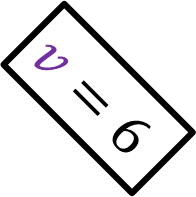 v = 6